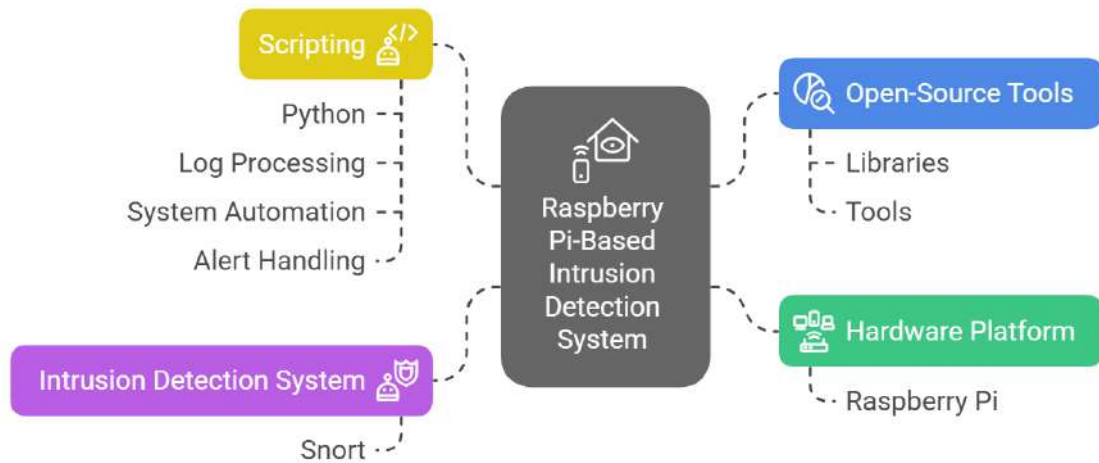 Scripting
Python
Log Processing
System Automation
Alert Handling
Intrusion Detection System
Snort
Raspberry
Pi-Based
Intrusion
Detection
System
Open-Source Tools
Libraries
Tools
Hardware Platform
Raspberry Pi